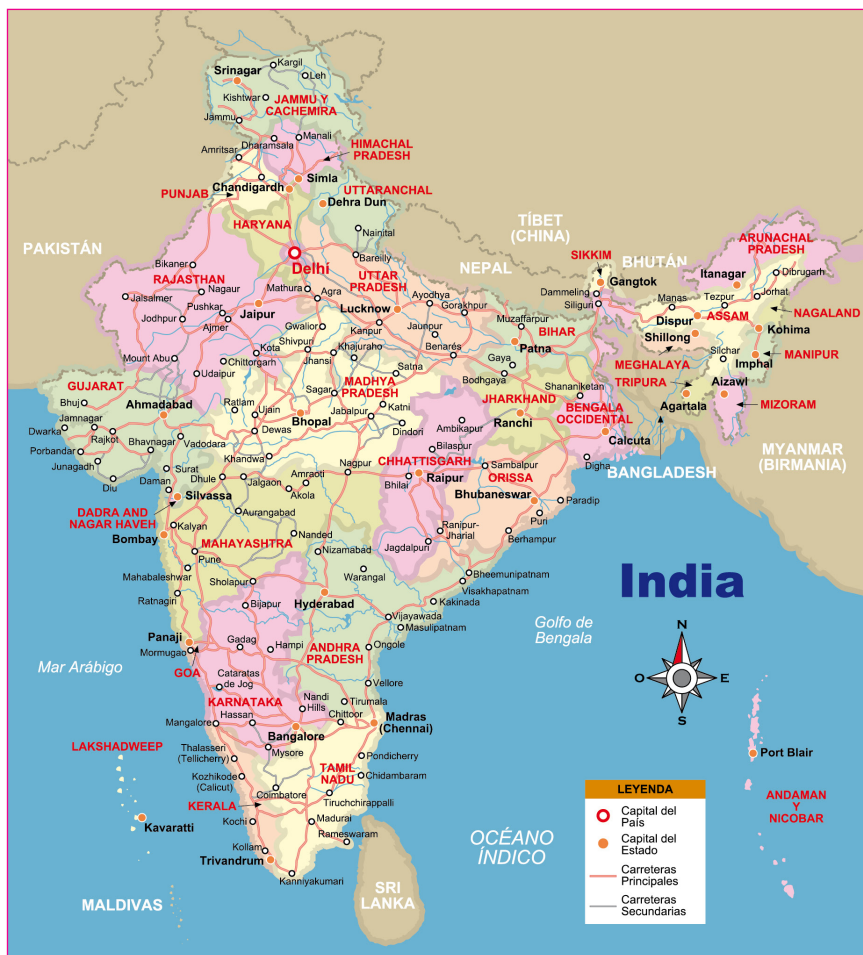 Kargil
Srinagar
Leh
Kishtwar
JAMMU Y
CACHEMIRA
Jammu
Manali
Dharamsala
Amritsar
HIMACHAL
PRADESH
Simla
PUNJAB
Chandigardh
UTTARANCHAL
Dehra Dun
HARYANA
Nainital
TÍBET
(CHINA)
PAKISTÁN
Delhi
Bareilly
NEPAL
SIKKIM
BHUTÁN
ARUNACHAL
PRADESH
Bikaner
RAJASTHAN
Nagaur
Mathura
Agra
UTTAR
PRADESH
Ayodhya
Gangtok
Itanagar
Dibrugarh
Jaisalmer
Dammeling
Siliguri
Manas
Tezpur
Jorhat
Jodhpur
Pushkar
Ajmer
Jaipur
Lucknow
Gorakhpur
Gwalior
Kanpur
Jaunpur
Muzaffarpur
BIHAR
Dispur
ASSAM
NAGALAND
Kohima
Shillong
Mount Abu
Kota
Shivpuri
Khajuraho
Jhansi
Benarés
Patna
Gaya
Silchar
Imphal
MANIPUR
MEGHALAYA
Udaipur
Chittorgarh
Satna
Bodhgaya
TRIPURA
Aizawl
GUJARAT
Bhuj
Ahmadabad
Ratlam
Ujain
Sagar
MADHYA
PRADESH
Katni
Shananiketan
JHARKHAND
BENGALA
OCCIDENTAL
Agartala
MIZORAM
Jamnagar
Dwarka
Rajkot
Bhavnagar
Vadodara
Dewas
Bhopal
Jabalpur
Dindori
Ambikapur
Ranchi
Calcuta
Porbandar
Junagadh
Diu
Khandwa
Bilaspur
MYANMAR
(BIRMANIA)
Surat
Daman
Dhule
Jalgaon
Amraoti
Akola
Nagpur
CHHATTISGARH
Raipur
Bhilai
Sambalpur
ORISSA
Digha
BANGLADESH
Silvassa
Bhubaneswar
Paradip
DADRA AND
NAGAR HAVEH
Aurangabad
Puri
Kalyan
Bombay
MAHAYASHTRA
Nanded
Ranipur-
Jharial
Berhampur
Pune
Nizamabad
Jagdalpuri
Mahabaleshwar
Sholapur
Warangal
Bheemunipatnam
Visakhapatnam
India
Ratnagiri
Bijapur
Hyderabad
Kakinada
Vijayawada
Masulipatnam
Golfo de
Bengala
Panaji
Mormugao
Gadag
Hampi
ANDHRA
PRADESH
Ongole
N
Mar Arábigo
GOA
Cataratas
de Jog
Vellore
O
E
KARNATAKA
Nandi
Hills
Tirumala
S
Mangalore
Hassan
Chittoor
Madras
(Chennai)
Bangalore
LAKSHADWEEP
Thalasseri
(Tellicherry)
Mysore
Pondicherry
Port Blair
Kozhikode
(Calicut)
TAMIL
NADU
Chidambaram
Coimbatore
LEYENDA
KERALA
Tiruchchirappalli
ANDAMAN
Y
NICOBAR
Capital del
País
Kavaratti
Kochi
Madurai
Rameswaram
OCÉANO
ÍNDICO
Capital del
Estado
Kollam
Trivandrum
Kanniyakumari
Carreteras
Principales
MALDIVAS
SRI
LANKA
Carreteras
Secundarias